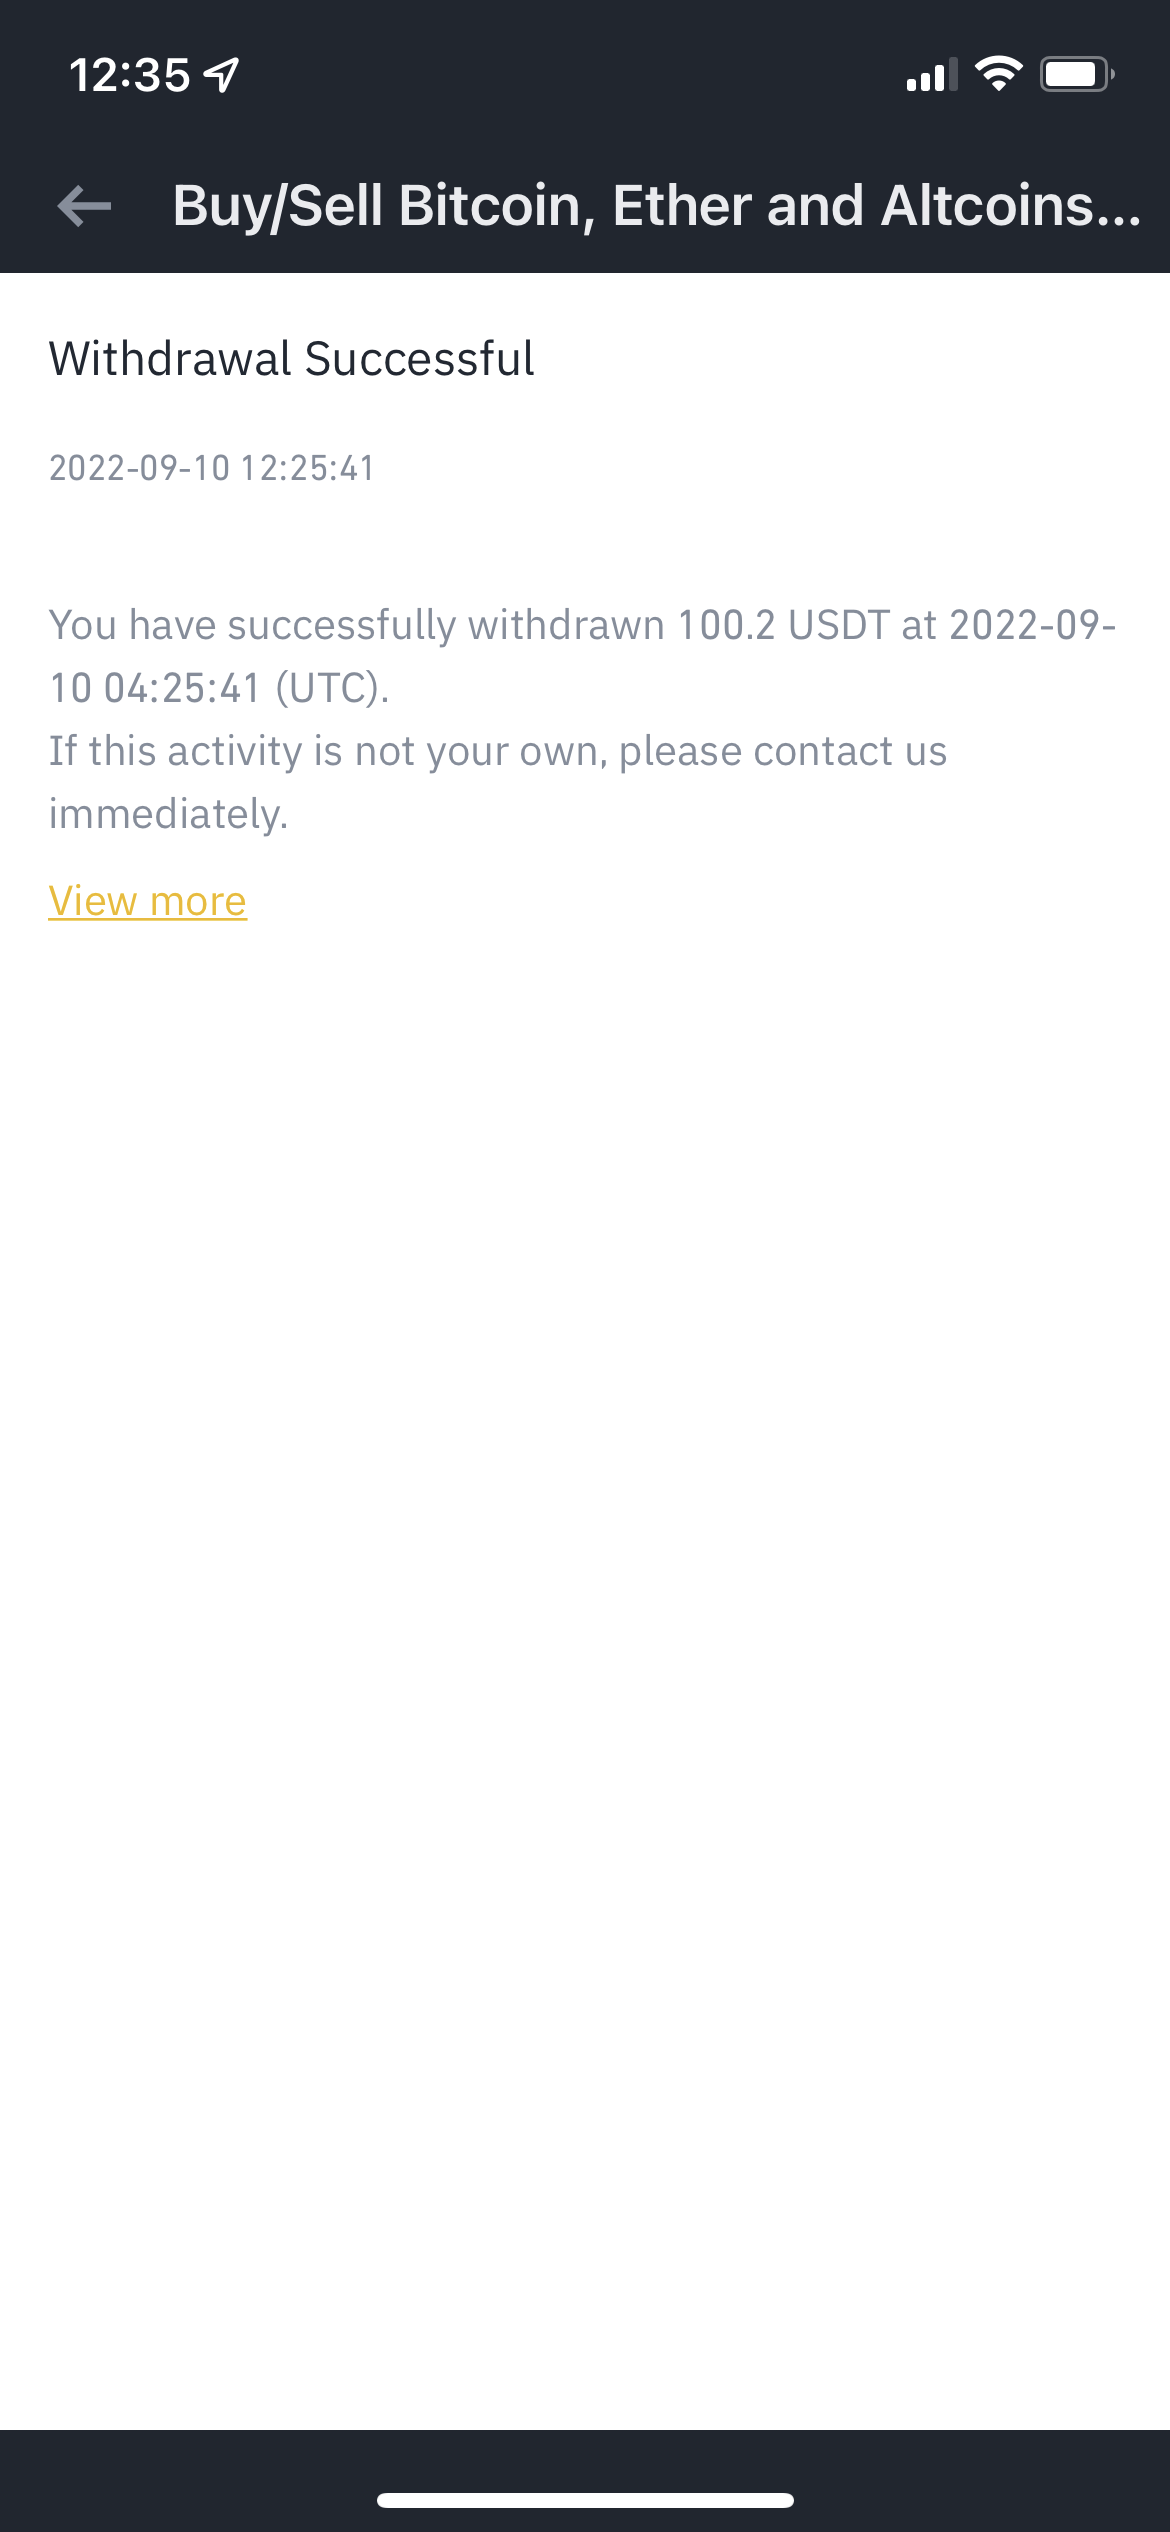 12:35
Buy/Sell Bitcoin, Ether and Altcoins...
Withdrawal Successful
2022-09-10 12:25:41
You have successfully withdrawn 100.2 USDT at 2022-09-
10 04:25:41 (UTC).
If this activity is not your own, please contact us
immediately.
View more